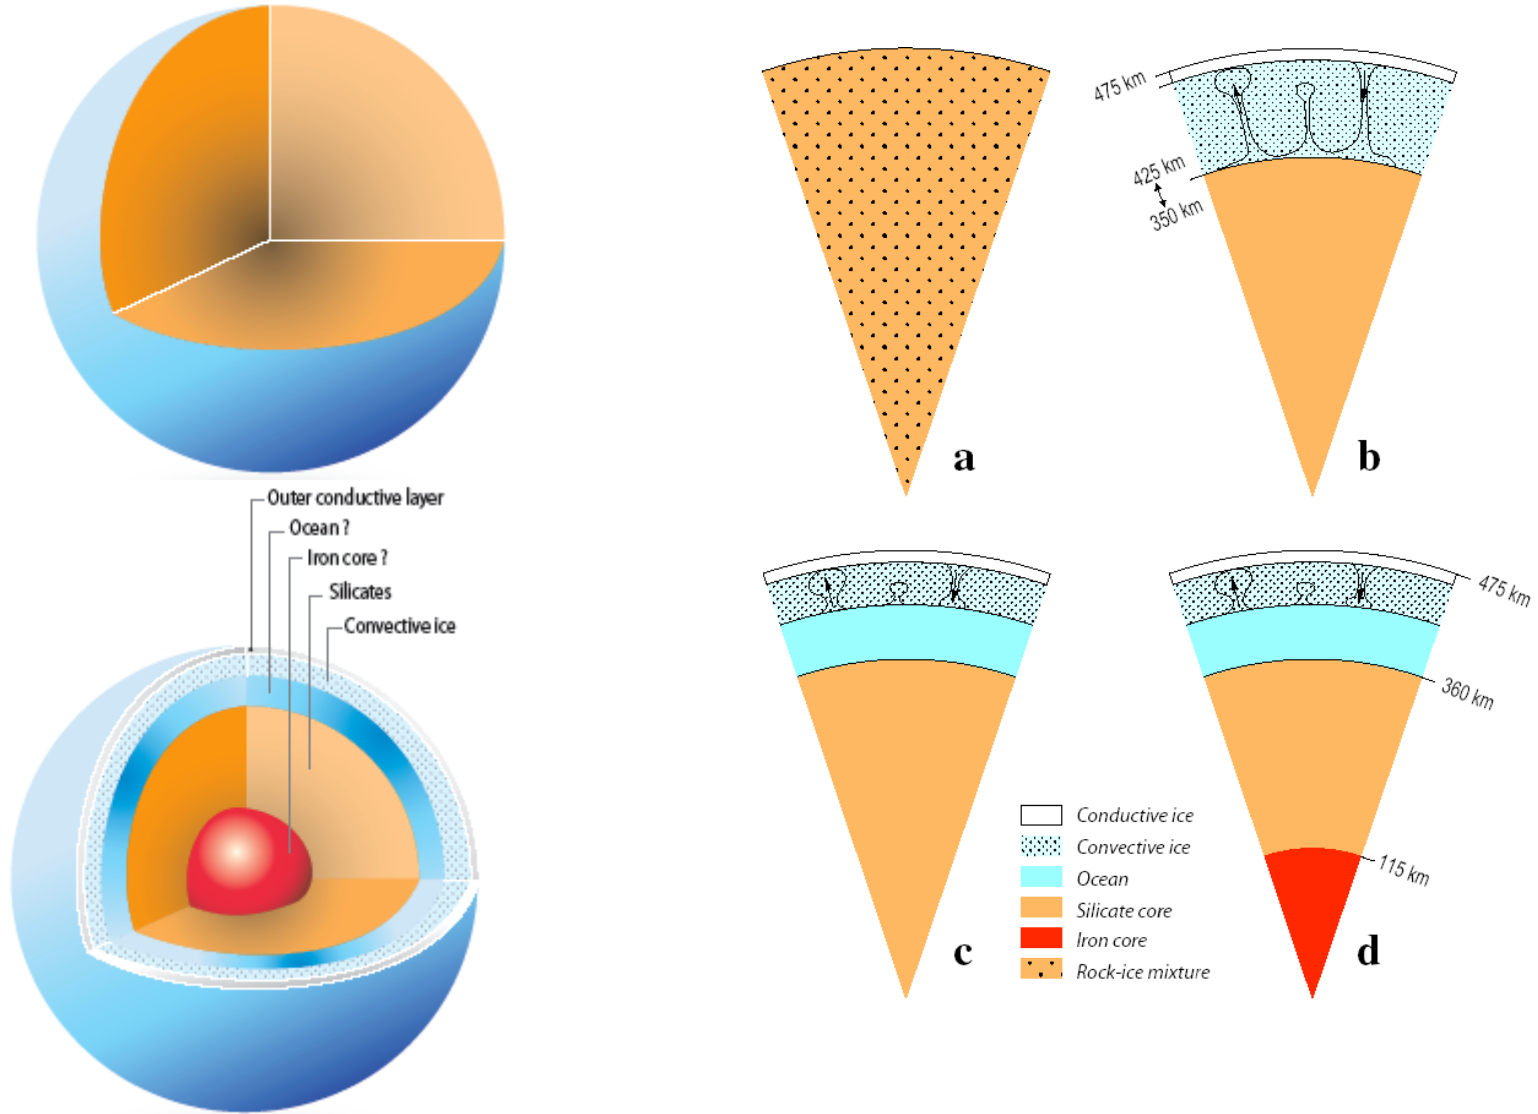 475 km
425 km
350 km
a
b
Outer conductive layer
Ocean ?
Iron core ?
Silicates
Convective ice
475 km
360 km
115 km
Conductive ice
Convective ice
Ocean
Silicate core
Iron core
Rock-ice mixture
c
d